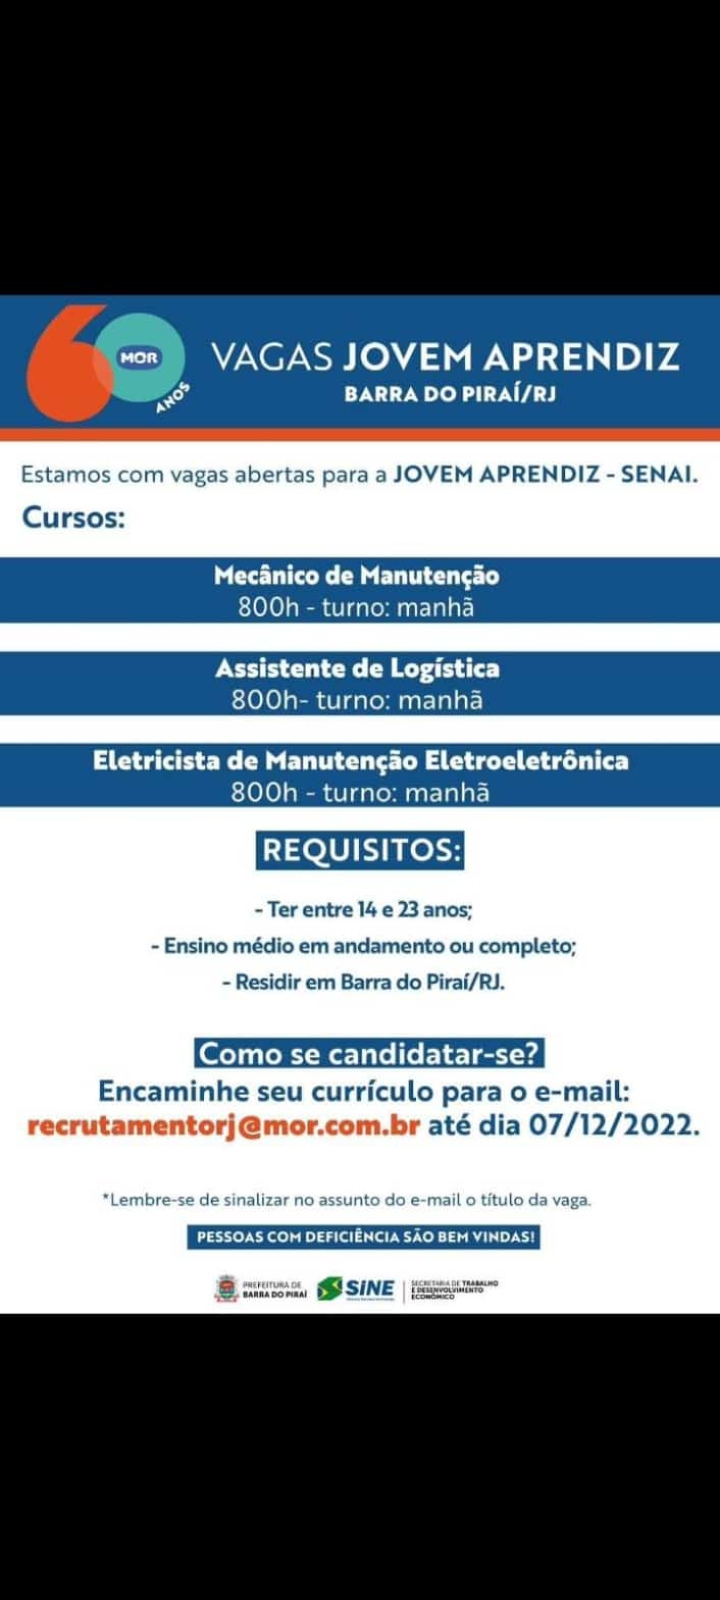 60
MOR
ANOS
VAGAS JOVEM APRENDIZ
BARRA DO PIRAÍ/RJ
Estamos com vagas abertas para a JOVEM APRENDIZ - SENAI.
Cursos:
Mecânico de Manutenção
800h - turno: manhã
Assistente de Logística
800h- turno: manhã
Eletricista de Manutenção Eletroeletrônica
800h - turno: manhã
REQUISITOS:
- Ter entre 14 e 23 anos;
- Ensino médio em andamento ou completo;
- Residir em Barra do Piraí/RJ.
Como se candidatar-se?
Encaminhe seu currículo para o e-mail:
recrutamentorj@mor.com.br até dia 07/12/2022.
*Lembre-se de sinalizar no assunto do e-mail o título da vaga.
PESSOAS COM DEFICIÊNCIA SÃO BEM VINDAS!
PREFEITURA DE
BARRA DO PIRAÍ
SINE
SECRETARIA DE TRABALHO
E DESENVOLVIMENTO
ECONÔMICO